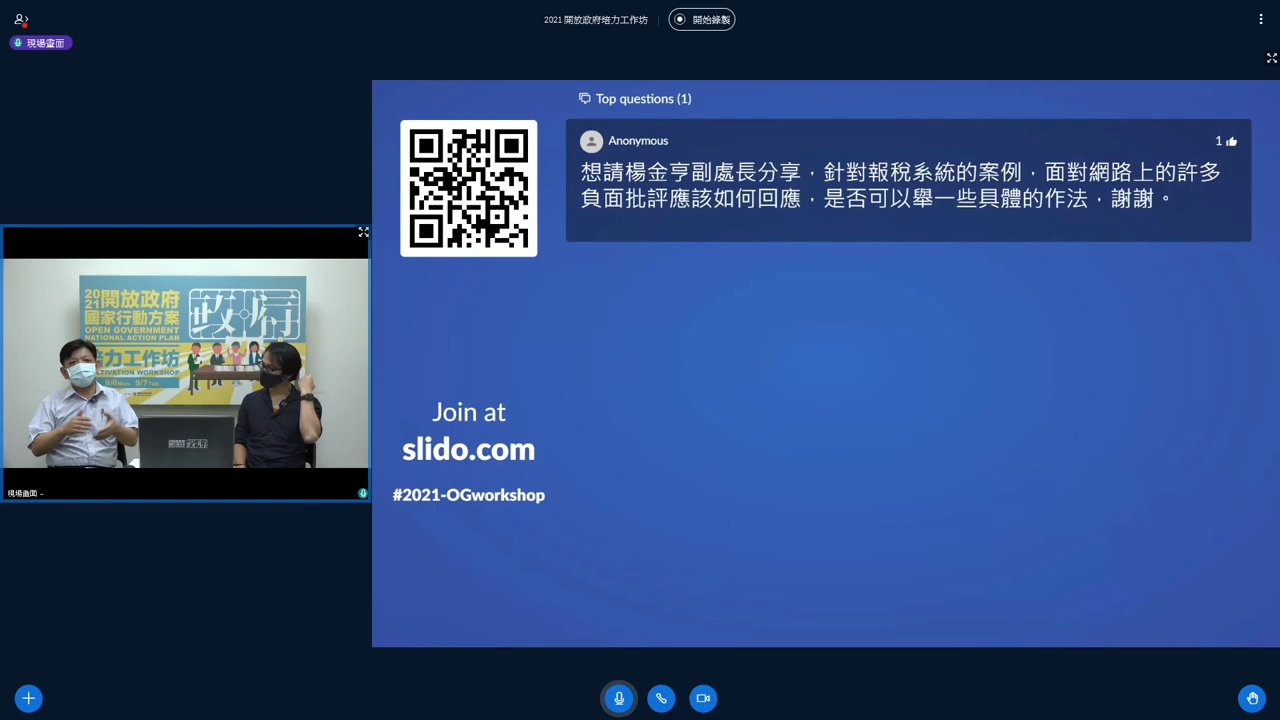 2021 開放政府培力工作坊
開始錄製
現場畫面
Top questions (1)
Anonymous
1
想請楊金亨副處長分享，針對報稅系統的案例，面對網路上的許多
負面批評應該如何回應，是否可以舉一些具體的作法，謝謝。
2021開放政府
國家行動方案
OPEN GOVERNMENT
NATIONAL ACTION PLAN
培力工作坊
Join at
slido.com
#2021-OGworkshop
現場畫面